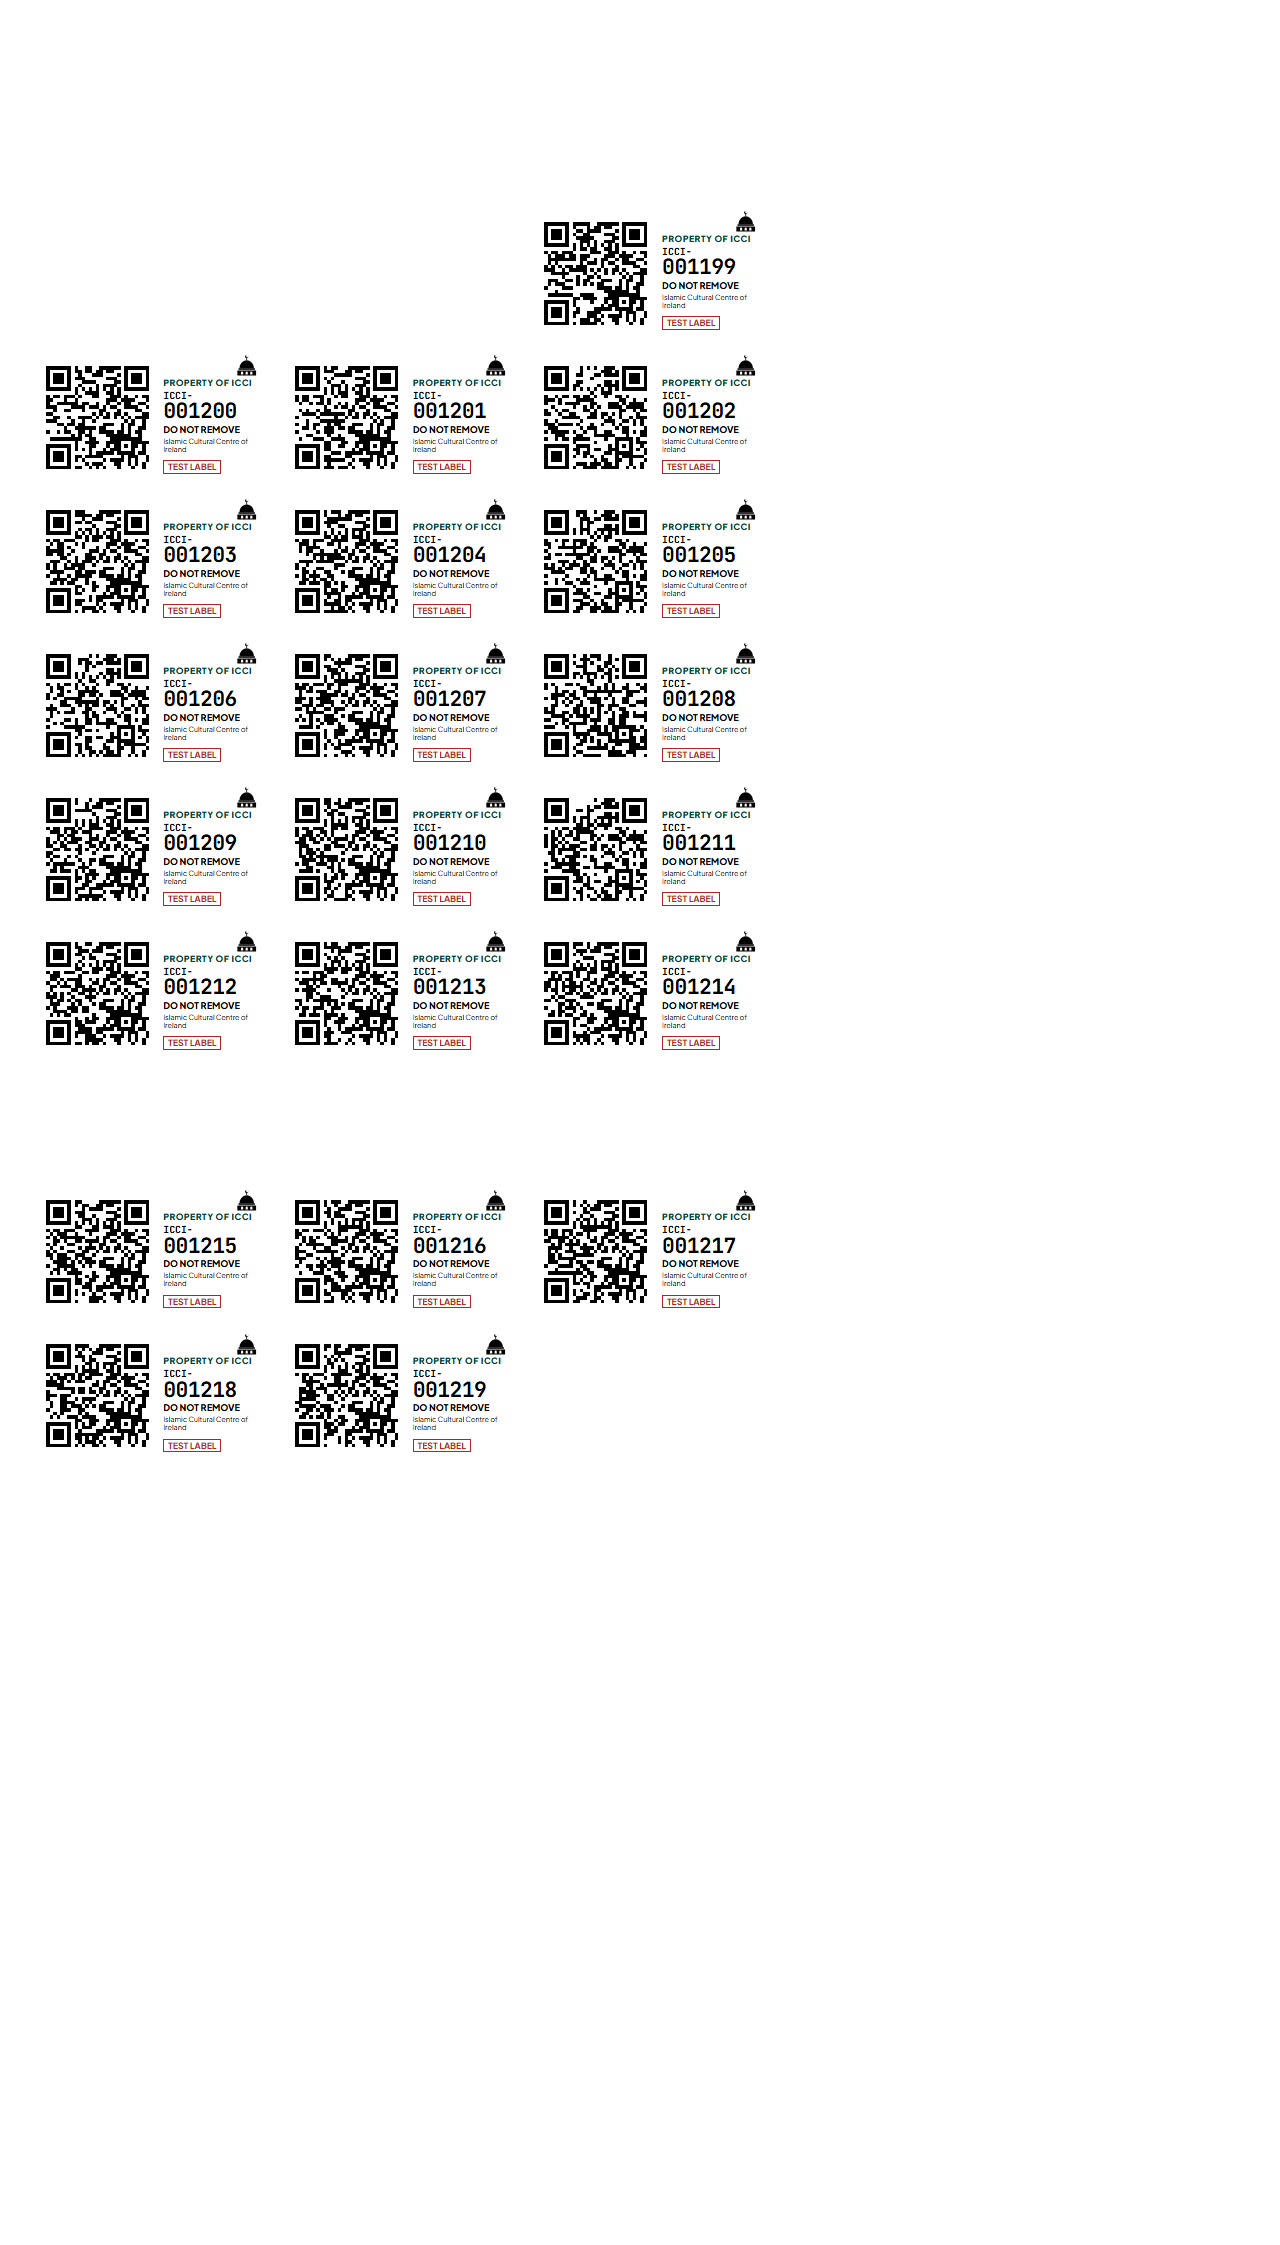 PROPERTY OF ICCI
ICCI-
001199
DO NOT REMOVE
Islamic Cultural Centre of
Ireland
TEST LABEL
PROPERTY OF ICCI
ICCI-
001200
DO NOT REMOVE
Islamic Cultural Centre of
Ireland
TEST LABEL
PROPERTY OF ICCI
ICCI-
001201
DO NOT REMOVE
Islamic Cultural Centre of
Ireland
TEST LABEL
PROPERTY OF ICCI
ICCI-
001202
DO NOT REMOVE
Islamic Cultural Centre of
Ireland
TEST LABEL
PROPERTY OF ICCI
ICCI-
001203
DO NOT REMOVE
Islamic Cultural Centre of
Ireland
TEST LABEL
PROPERTY OF ICCI
ICCI-
001204
DO NOT REMOVE
Islamic Cultural Centre of
Ireland
TEST LABEL
PROPERTY OF ICCI
ICCI-
001205
DO NOT REMOVE
Islamic Cultural Centre of
Ireland
TEST LABEL
PROPERTY OF ICCI
ICCI-
001206
DO NOT REMOVE
Islamic Cultural Centre of
Ireland
TEST LABEL
PROPERTY OF ICCI
ICCI-
001207
DO NOT REMOVE
Islamic Cultural Centre of
Ireland
TEST LABEL
PROPERTY OF ICCI
ICCI-
001208
DO NOT REMOVE
Islamic Cultural Centre of
Ireland
TEST LABEL
PROPERTY OF ICCI
ICCI-
001209
DO NOT REMOVE
Islamic Cultural Centre of
Ireland
TEST LABEL
PROPERTY OF ICCI
ICCI-
001210
DO NOT REMOVE
Islamic Cultural Centre of
Ireland
TEST LABEL
PROPERTY OF ICCI
ICCI-
001211
DO NOT REMOVE
Islamic Cultural Centre of
Ireland
TEST LABEL
PROPERTY OF ICCI
ICCI-
001212
DO NOT REMOVE
Islamic Cultural Centre of
Ireland
TEST LABEL
PROPERTY OF ICCI
ICCI-
001213
DO NOT REMOVE
Islamic Cultural Centre of
Ireland
TEST LABEL
PROPERTY OF ICCI
ICCI-
001214
DO NOT REMOVE
Islamic Cultural Centre of
Ireland
TEST LABEL
PROPERTY OF ICCI
ICCI-
001215
DO NOT REMOVE
Islamic Cultural Centre of
Ireland
TEST LABEL
PROPERTY OF ICCI
ICCI-
001216
DO NOT REMOVE
Islamic Cultural Centre of
Ireland
TEST LABEL
PROPERTY OF ICCI
ICCI-
001217
DO NOT REMOVE
Islamic Cultural Centre of
Ireland
TEST LABEL
PROPERTY OF ICCI
ICCI-
001218
DO NOT REMOVE
Islamic Cultural Centre of
Ireland
TEST LABEL
PROPERTY OF ICCI
ICCI-
001219
DO NOT REMOVE
Islamic Cultural Centre of
Ireland
TEST LABEL